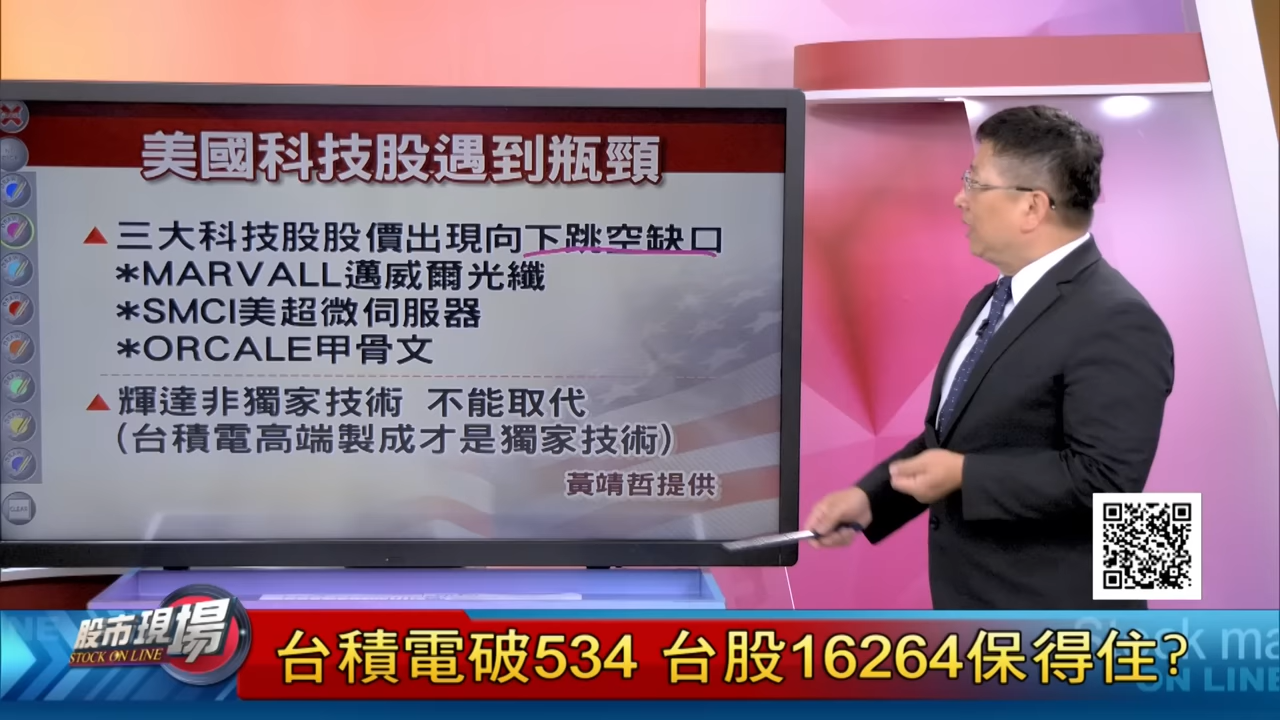 美國科技股遇到瓶頸
▲三大科技股股價出現向下跳空缺口
*MARVALL邁威爾光纖
*SMCI美超微伺服器
*ORCALE甲骨文
▲輝達非獨家技術 不能取代
(台積電高端製成才是獨家技術)
黃靖哲提供
CLEAR
股市現場
STOCK ON LINE
台積電破534 台股16264保得住?
Stock ma
ON LINE